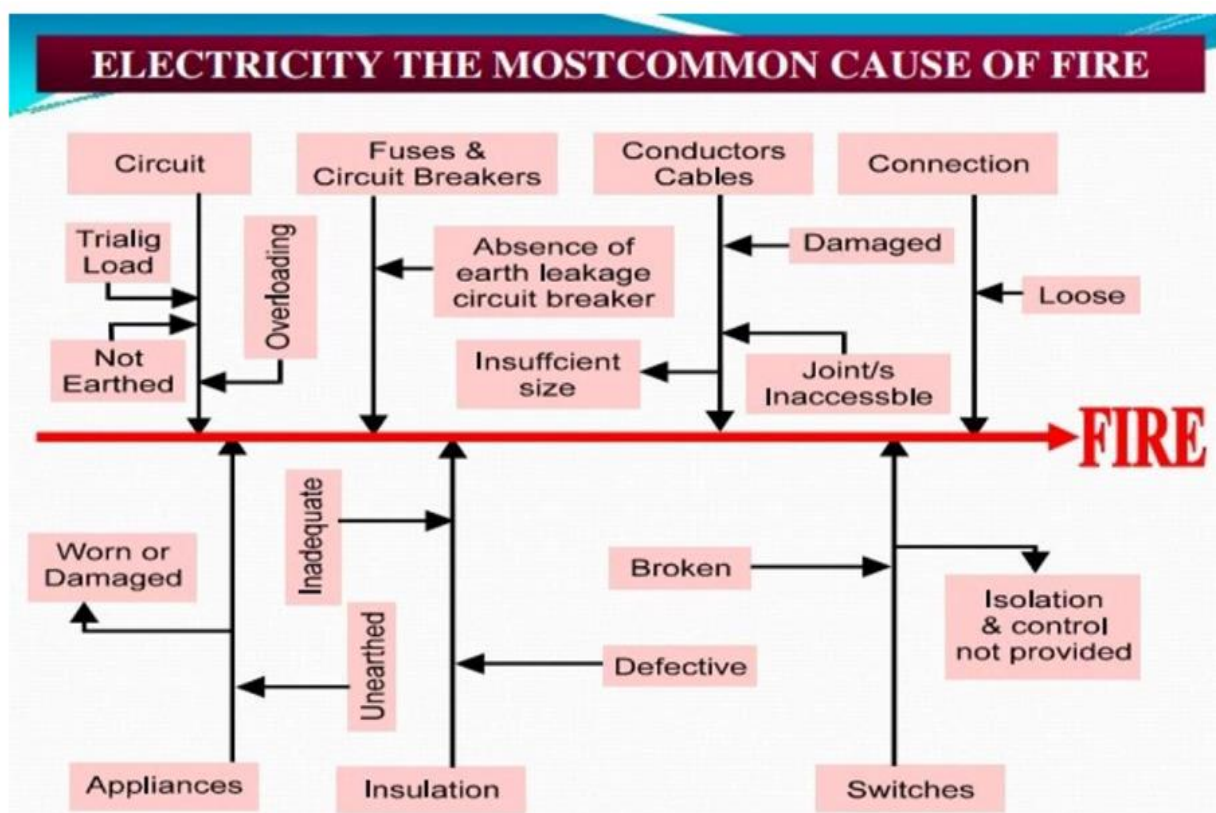 ELECTRICITY THE MOSTCOMMON CAUSE OF FIRE
Circuit
Fuses &
Circuit Breakers
Conductors
Cables
Connection
Trialig
Load
Overloading
Absence of
earth leakage
circuit breaker
Damaged
Loose
Not
Earthed
Insuffcient
size
Joint/s
Inaccessble
FIRE
Worn or
Damaged
Inadequate
Broken
Isolation
& control
not provided
Unearthed
Defective
Appliances
Insulation
Switches